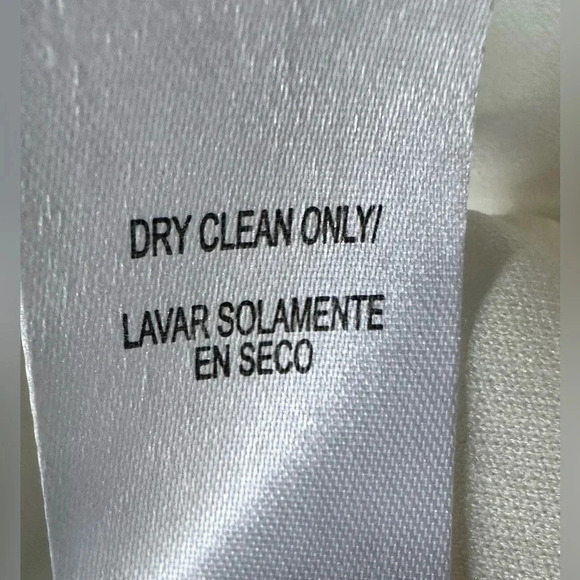 DRY CLEAN ONLY/
LAVAR SOLAMENTE
EN SECO